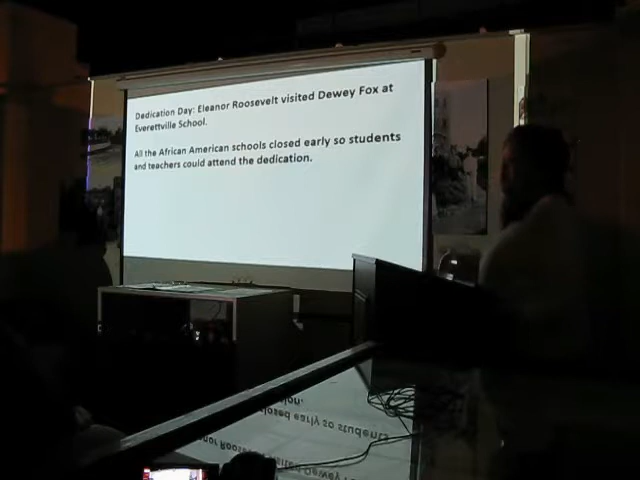 Dedication Day: Eleanor Roosevelt visited Dewey Fox at
Everettville School.
All the African American schools closed early so students
and teachers could attend the dedication.